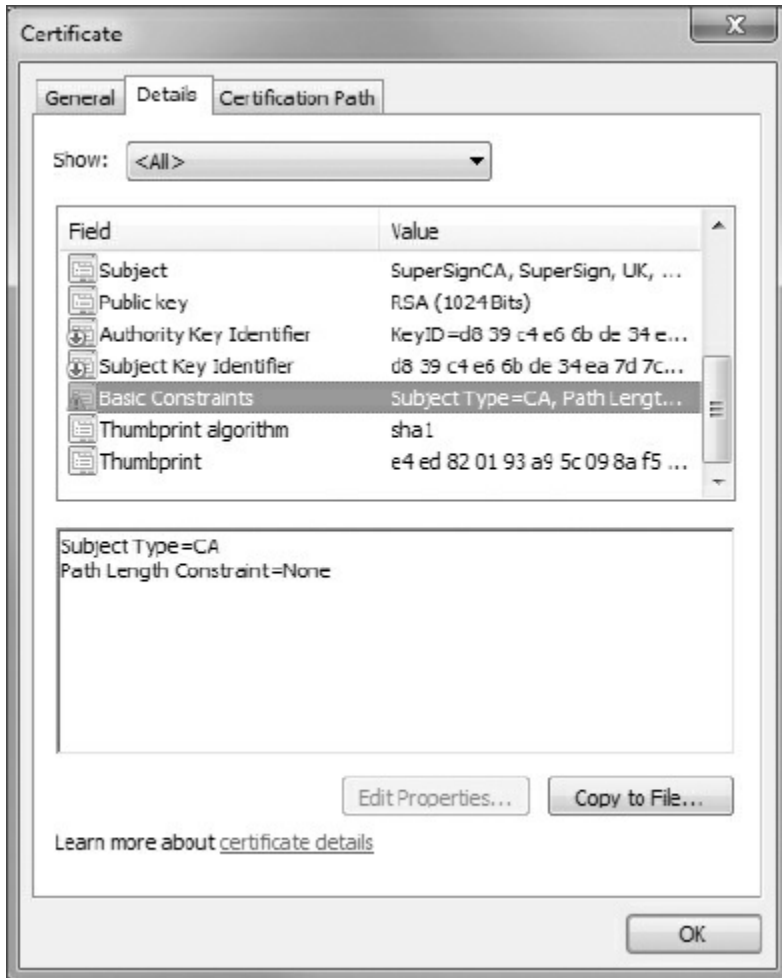 Certificate
X
General Details Certification Path
Show: <All>
Field Value
Subject SuperSignCA, SuperSign, UK, ...
Public key RSA (1024 Bits)
Authority Key Identifier KeyID=d8 39 c4 e6 6b de 34 e...
Subject Key Identifier d8 39 c4 e6 6b de 34 ea 7d 7c...
Basic Constraints Subject Type=CA, Path Lengt...
Thumbprint algorithm sha1
Thumbprint e4 ed 82 01 93 a9 5c 09 8a f5 ...
Subject Type=CA
Path Length Constraint=None
Edit Properties... Copy to File...
Learn more about certificate details
OK